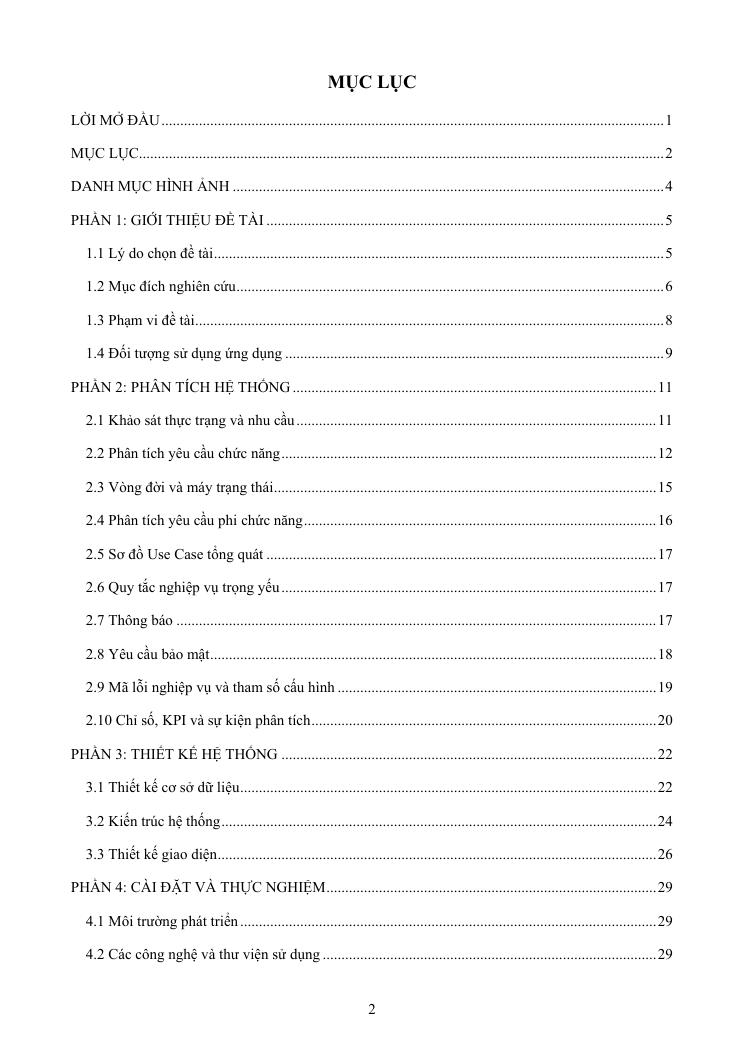 MỤC LỤC
LỜI MỞ ĐẦU........................................1
MỤC LỤC........................................2
DANH MỤC HÌNH ẢNH........................................4
PHẦN 1: GIỚI THIỆU ĐỀ TÀI........................................5
1.1 Lý do chọn đề tài........................................5
1.2 Mục đích nghiên cứu........................................6
1.3 Phạm vi đề tài........................................8
1.4 Đối tượng sử dụng ứng dụng........................................9
PHẦN 2: PHÂN TÍCH HỆ THỐNG........................................11
2.1 Khảo sát thực trạng và nhu cầu........................................11
2.2 Phân tích yêu cầu chức năng........................................12
2.3 Vòng đời và máy trạng thái........................................15
2.4 Phân tích yêu cầu phi chức năng........................................16
2.5 Sơ đồ Use Case tổng quát........................................17
2.6 Quy tắc nghiệp vụ trọng yếu........................................17
2.7 Thông báo........................................17
2.8 Yêu cầu bảo mật........................................18
2.9 Mã lỗi nghiệp vụ và tham số cấu hình........................................19
2.10 Chỉ số, KPI và sự kiện phân tích........................................20
PHẦN 3: THIẾT KẾ HỆ THỐNG........................................22
3.1 Thiết kế cơ sở dữ liệu........................................22
3.2 Kiến trúc hệ thống........................................24
3.3 Thiết kế giao diện........................................26
PHẦN 4: CÀI ĐẶT VÀ THỰC NGHIỆM........................................29
4.1 Môi trường phát triển........................................29
4.2 Các công nghệ và thư viện sử dụng........................................29
2